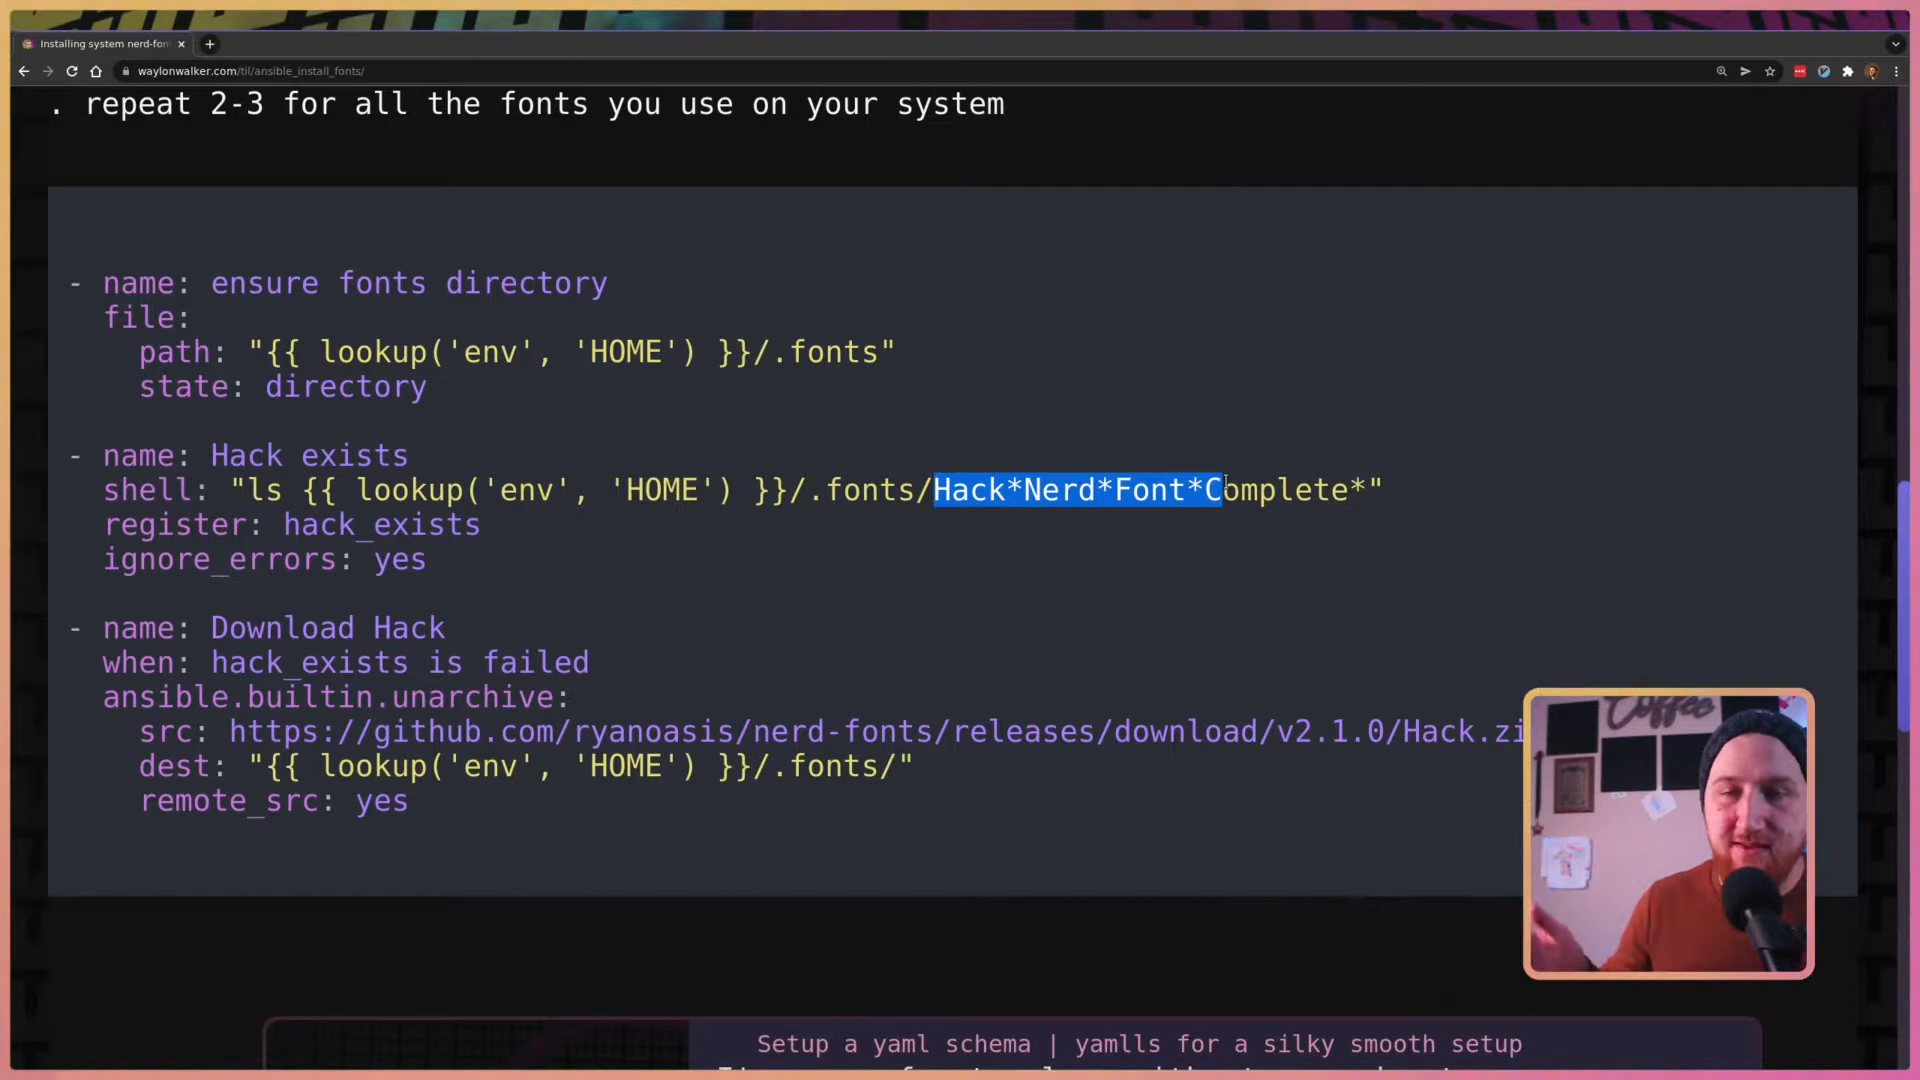 Installing system nerd-fon
waylonwalker.com/til/ansible_install_fonts/
. repeat 2-3 for all the fonts you use on your system
- name: ensure fonts directory
file:
path: "{{ lookup('env', 'HOME') }}/.fonts"
state: directory
- name: Hack exists
shell: "ls {{ lookup('env', 'HOME') }}/.fonts/Hack*Nerd*Font*Complete*"
register: hack_exists
ignore_errors: yes
- name: Download Hack
when: hack_exists is failed
ansible.builtin.unarchive:
src: https://github.com/ryanoasis/nerd-fonts/releases/download/v2.1.0/Hack.zi
dest: "{{ lookup('env', 'HOME') }}/.fonts/"
remote_src: yes
Coffee
Setup a yaml schema | yamlls for a silky smooth setup